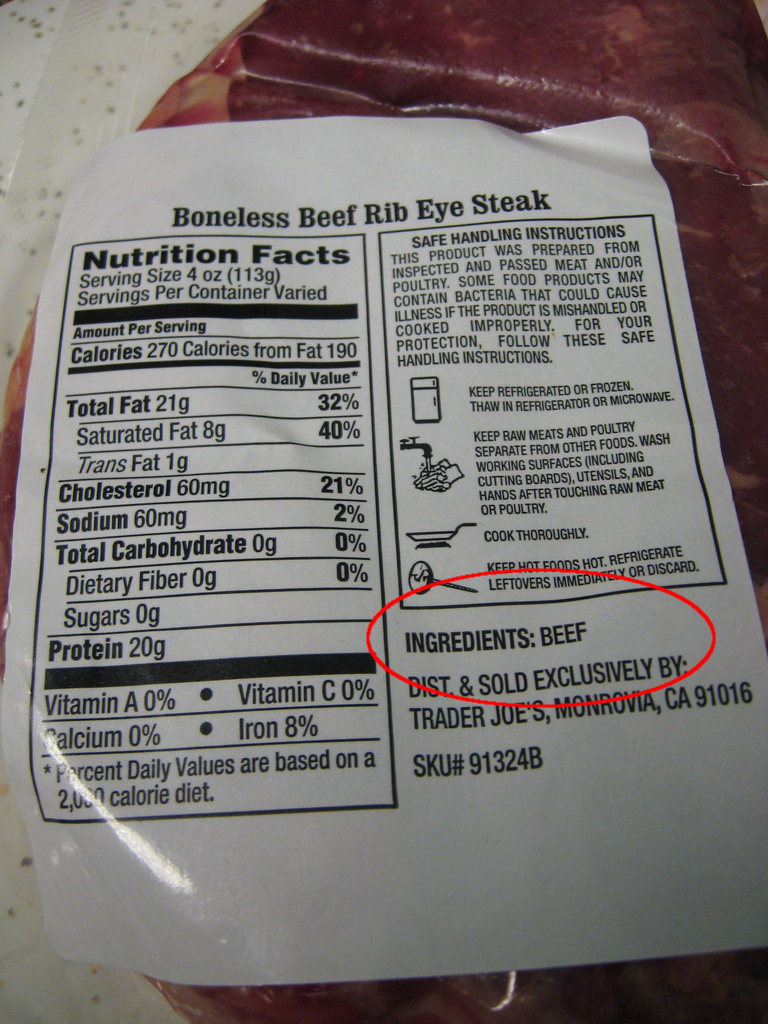 Boneless Beef Rib Eye Steak
Nutrition Facts
Serving Size 4 oz (113g)
Servings Per Container Varied
Amount Per Serving
Calories 270 Calories from Fat 190
% Daily Value*
Total Fat 21g 32%
Saturated Fat 8g 40%
Trans Fat 1g
Cholesterol 60mg 21%
Sodium 60mg 2%
Total Carbohydrate 0g 0%
Dietary Fiber 0g 0%
Sugars 0g
Protein 20g
Vitamin A 0% • Vitamin C 0%
Calcium 0% • Iron 8%
* Percent Daily Values are based on a
2,000 calorie diet.
SAFE HANDLING INSTRUCTIONS
THIS PRODUCT WAS PREPARED FROM
INSPECTED AND PASSED MEAT AND/OR
POULTRY. SOME FOOD PRODUCTS MAY
CONTAIN BACTERIA THAT COULD CAUSE
ILLNESS IF THE PRODUCT IS MISHANDLED OR
COOKED IMPROPERLY. FOR YOUR
PROTECTION, FOLLOW THESE SAFE
HANDLING INSTRUCTIONS.
KEEP REFRIGERATED OR FROZEN.
THAW IN REFRIGERATOR OR MICROWAVE.
KEEP RAW MEATS AND POULTRY
SEPARATE FROM OTHER FOODS. WASH
WORKING SURFACES (INCLUDING
CUTTING BOARDS), UTENSILS, AND
HANDS AFTER TOUCHING RAW MEAT
OR POULTRY.
COOK THOROUGHLY.
KEEP HOT FOODS HOT. REFRIGERATE
LEFTOVERS IMMEDIATELY OR DISCARD.
INGREDIENTS: BEEF
DIST. & SOLD EXCLUSIVELY BY:
TRADER JOE'S, MONROVIA, CA 91016
SKU# 91324B